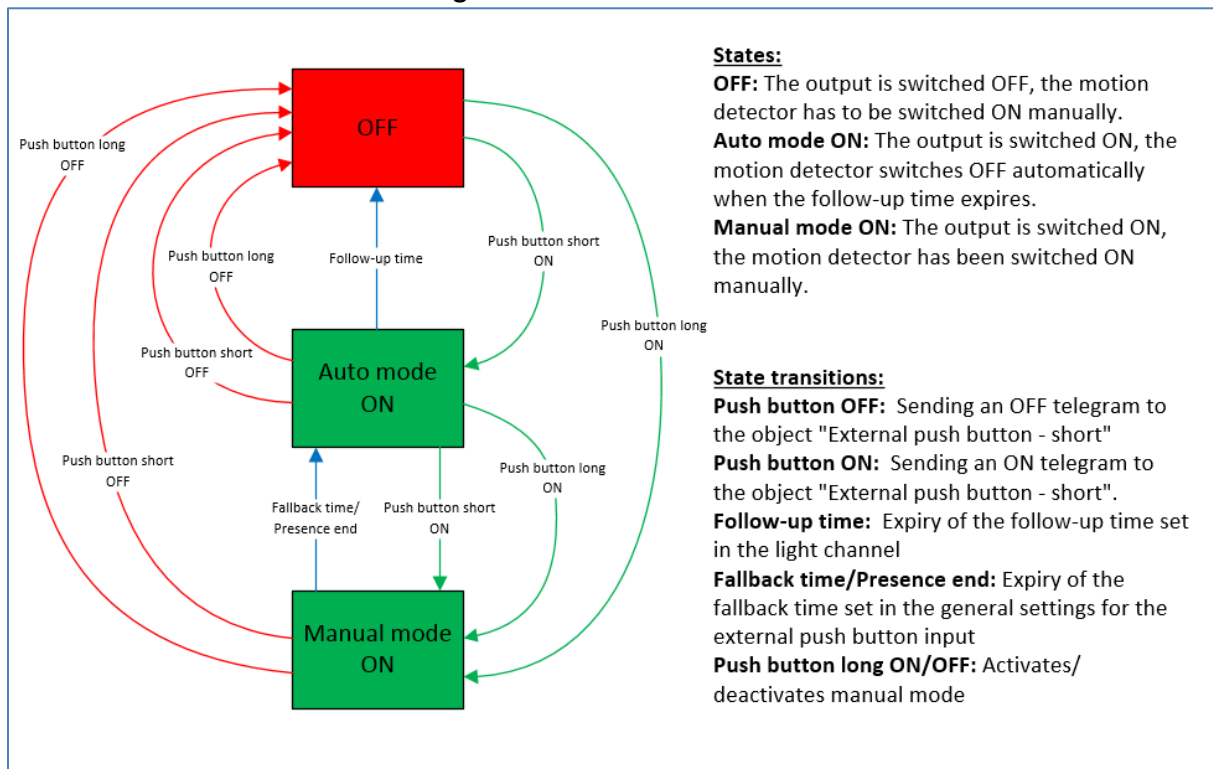 g
OFF
Push button long
OFF
Push button long
OFF
Follow-up time
Push button short
ON
Push button long
ON
Push button short
OFF
Auto mode
ON
Push button short
OFF
Fallback time/
Presence end
Push button short
ON
Push button long
ON
Manual mode
ON
States:
OFF: The output is switched OFF, the motion
detector has to be switched ON manually.
Auto mode ON: The output is switched ON, the
motion detector switches OFF automatically
when the follow-up time expires.
Manual mode ON: The output is switched ON,
the motion detector has been switched ON
manually.
State transitions:
Push button OFF:  Sending an OFF telegram to
the object "External push button - short"
Push button ON:  Sending an ON telegram to
the object "External push button - short".
Follow-up time:  Expiry of the follow-up time set
in the light channel
Fallback time/Presence end: Expiry of the
fallback time set in the general settings for the
external push button input
Push button long ON/OFF: Activates/
deactivates manual mode